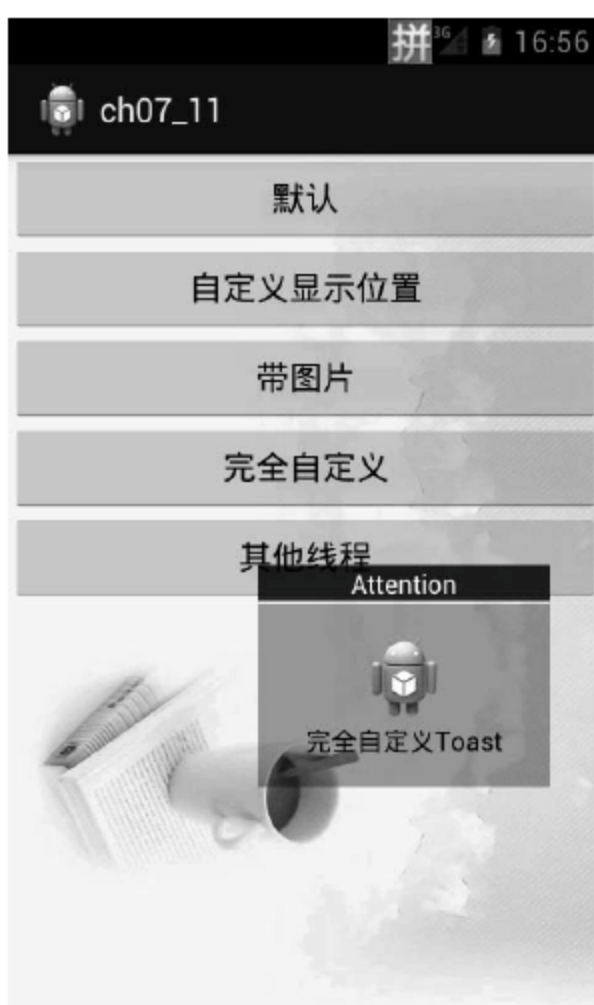 拼 3G 16:56
ch07_11
默认
自定义显示位置
带图片
完全自定义
其他线程
Attention
完全自定义Toast